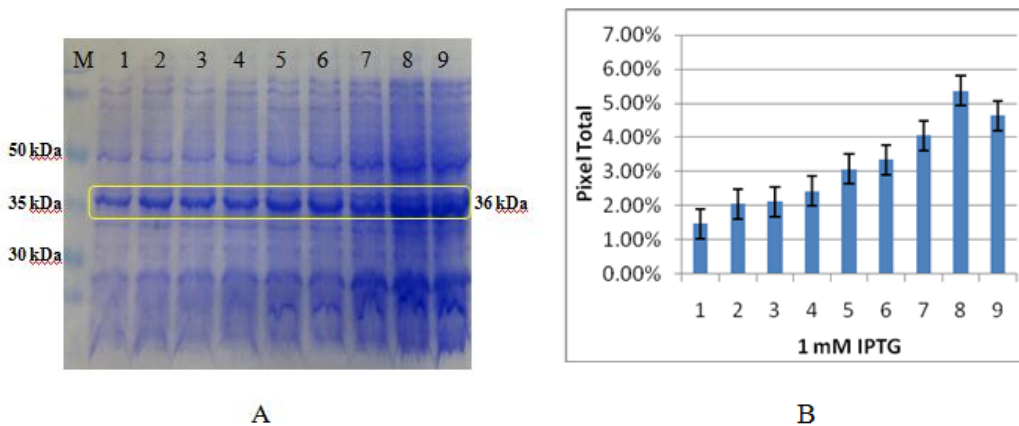 M 1 2 3 4 5 6 7 8 9
50 kDa
35 kDa
36 kDa
30 kDa
A
7.00%
6.00%
5.00%
4.00%
3.00%
2.00%
1.00%
0.00%
Pixel Total
1 2 3 4 5 6 7 8 9
1 mM IPTG
B